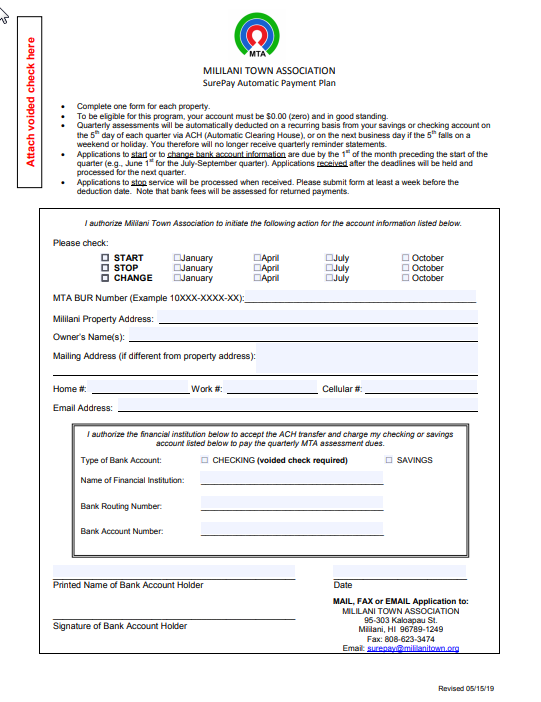 Attach voided check here
MTA
MILILANI TOWN ASSOCIATION
SurePay Automatic Payment Plan
• Complete one form for each property.
• To be eligible for this program, your account must be $0.00 (zero) and in good standing.
• Quarterly assessments will be automatically deducted on a recurring basis from your savings or checking account on
the 5th day of each quarter via ACH (Automatic Clearing House), or on the next business day if the 5th falls on a
weekend or holiday. You therefore will no longer receive quarterly reminder statements.
• Applications to start or to change bank account information are due by the 1st of the month preceding the start of the
quarter (e.g., June 1st for the July-September quarter). Applications received after the deadlines will be held and
processed for the next quarter.
• Applications to stop service will be processed when received. Please submit form at least a week before the
deduction date. Note that bank fees will be assessed for returned payments.
I authorize Mililani Town Association to initiate the following action for the account information listed below.
Please check:
☐ START ☐ January ☐ April ☐ July ☐ October
☐ STOP ☐ January ☐ April ☐ July ☐ October
☐ CHANGE ☐ January ☐ April ☐ July ☐ October
MTA BUR Number (Example 10XXX-XXXX-XX):
Mililani Property Address:
Owner's Name(s):
Mailing Address (if different from property address):
Home #: Work #: Cellular #:
Email Address:
I authorize the financial institution below to accept the ACH transfer and charge my checking or savings
account listed below to pay the quarterly MTA assessment dues.
Type of Bank Account: ☐ CHECKING (voided check required) ☐ SAVINGS
Name of Financial Institution:
Bank Routing Number:
Bank Account Number:
Printed Name of Bank Account Holder Date
Signature of Bank Account Holder
MAIL, FAX or EMAIL Application to:
MILILANI TOWN ASSOCIATION
95-303 Kaloapau St.
Mililani, HI 96789-1249
Fax: 808-623-3474
Email: surepay@mililanitown.org
Revised 05/15/19